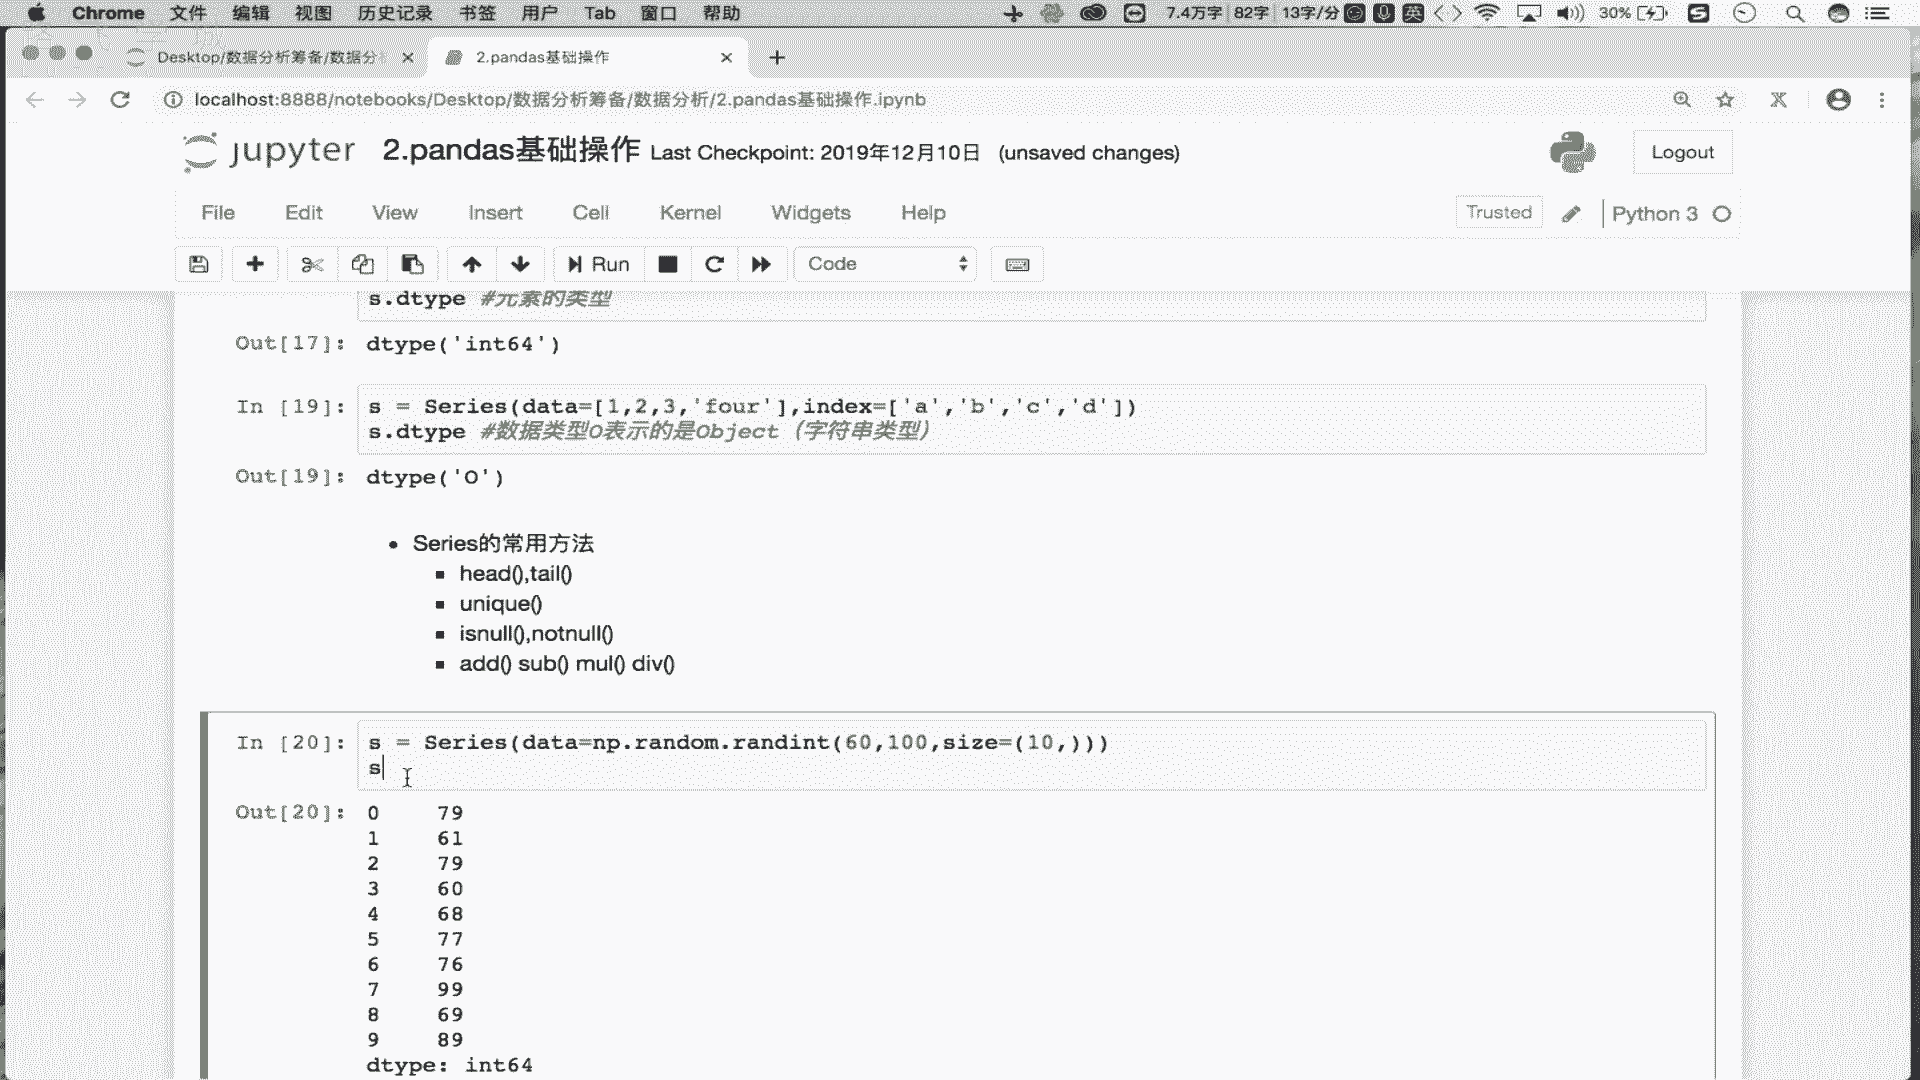 Chrome 文件 编辑 视图 历史记录 书签 用户 Tab 窗口 帮助 7.4万字 82字 13字/分 英 30%
Desktop/数据分析筹备/数据分
2.pandas基础操作
localhost:8888/notebooks/Desktop/数据分析筹备/数据分析/2.pandas基础操作.ipynb
jupyter 2.pandas基础操作 Last Checkpoint: 2019年12月10日 (unsaved changes)
Logout
File Edit View Insert Cell Kernel Widgets Help
Trusted Python 3
Run Code
s.dtype #元素的类型
Out[17]: dtype('int64')
In [19]: s = Series(data=[1,2,3,'four'],index=['a','b','c','d'])
s.dtype #数据类型O表示的是Object（字符串类型）
Out[19]: dtype('O')
Series的常用方法
head(),tail()
unique()
isnull(),notnull()
add() sub() mul() div()
In [20]: s = Series(data=np.random.randint(60,100,size=(10,)))
s
Out[20]: 0 79
1 61
2 79
3 60
4 68
5 77
6 76
7 99
8 69
9 89
dtype: int64